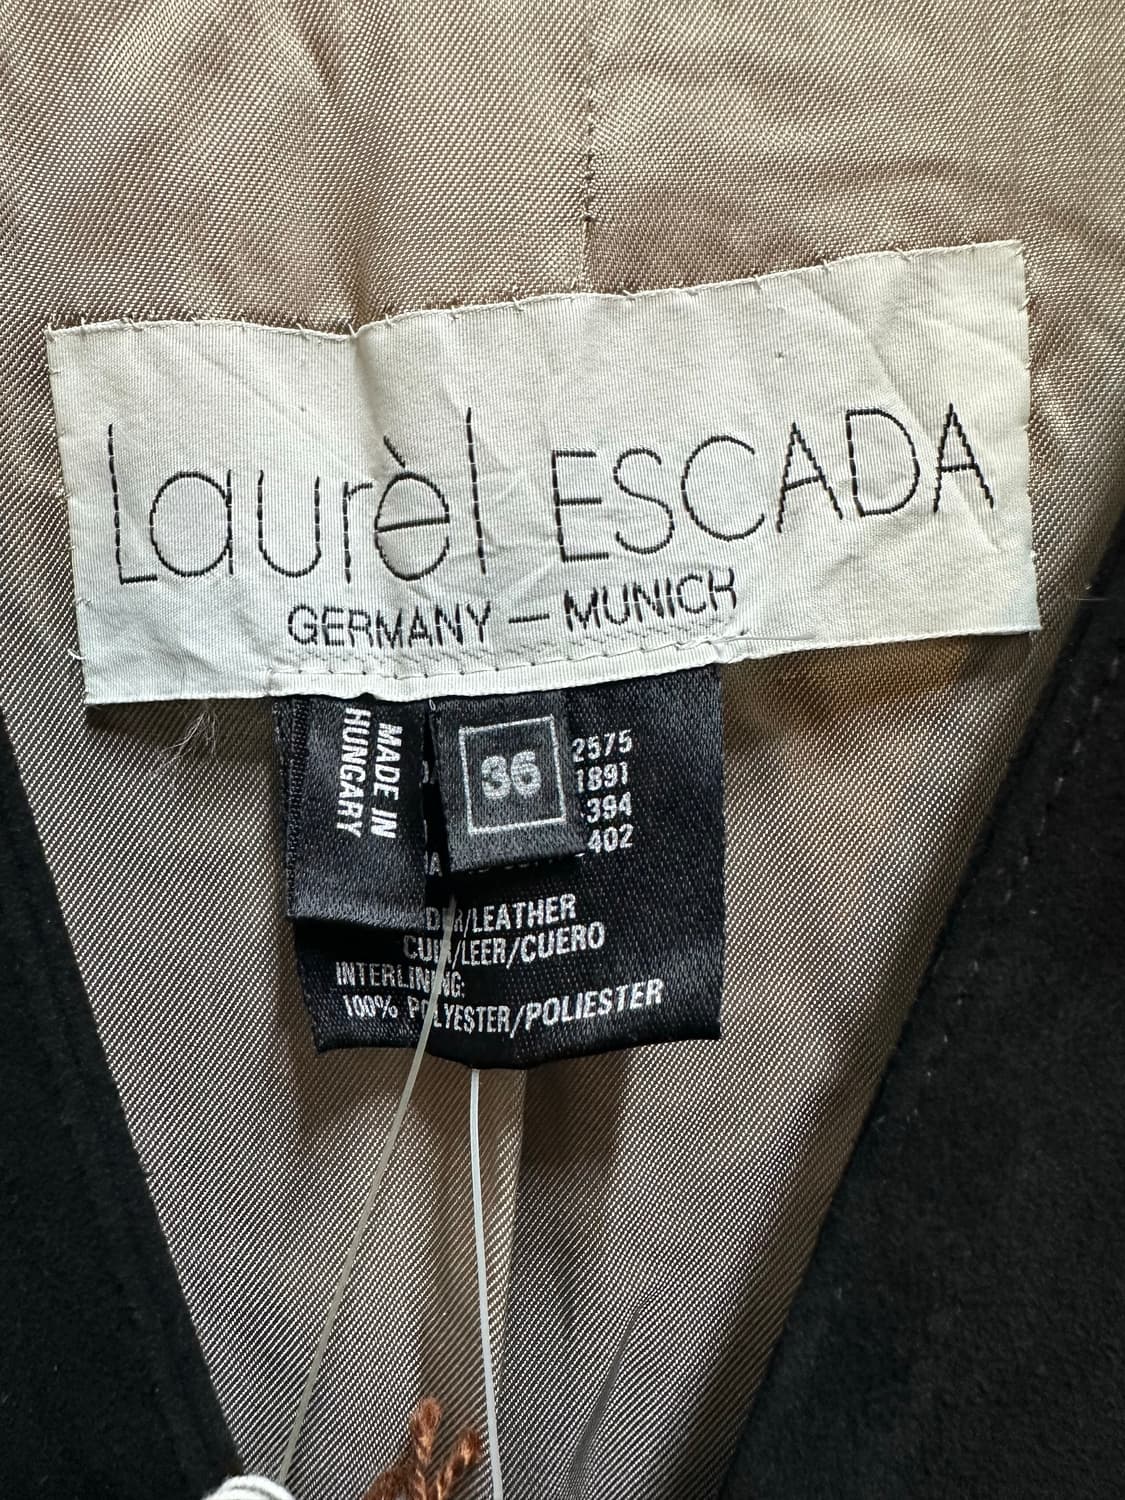 Laurèl ESCADA
GERMANY – MUNICH
MADE IN
HUNGARY
36
2575
1891
394
402
/LEATHER
/LEER/CUERO
INTERLINING:
100% POLYESTER/POLIESTER